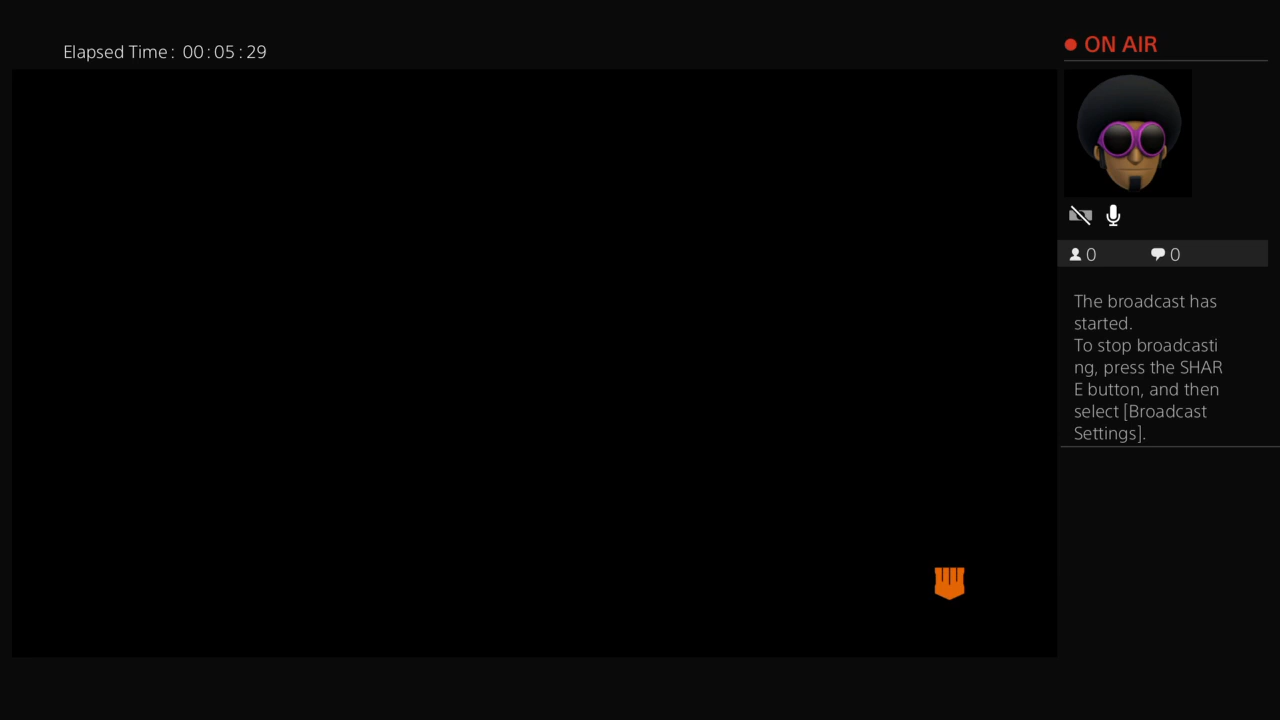 Elapsed Time: 00:05:29
ON AIR
0 0
The broadcast has
started.
To stop broadcasti
ng, press the SHAR
E button, and then
select [Broadcast
Settings].